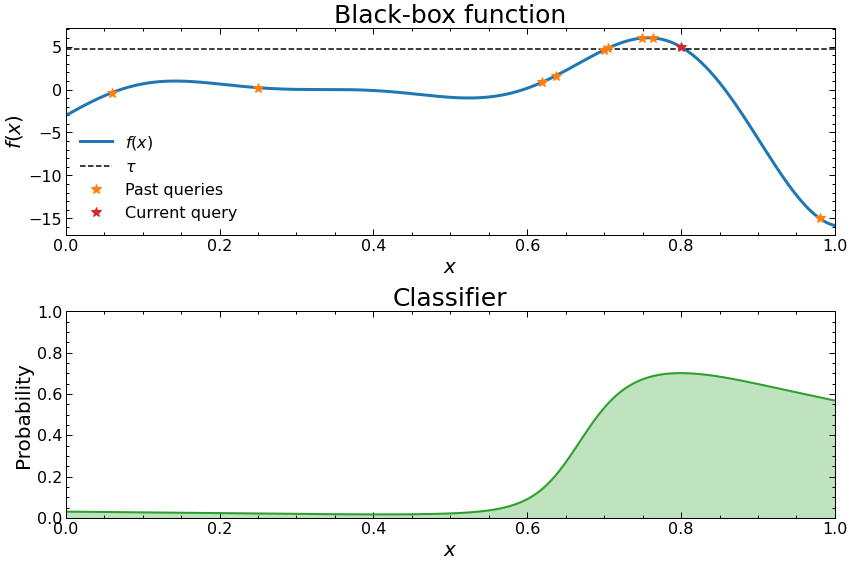 Black-box function
5
0
−5
−10
−15
f(x)
f(x)
τ
Past queries
Current query
0.0 0.2 0.4 0.6 0.8 1.0
x
Classifier
1.0
0.8
0.6
0.4
0.2
0.0
Probability
0.0 0.2 0.4 0.6 0.8 1.0
x